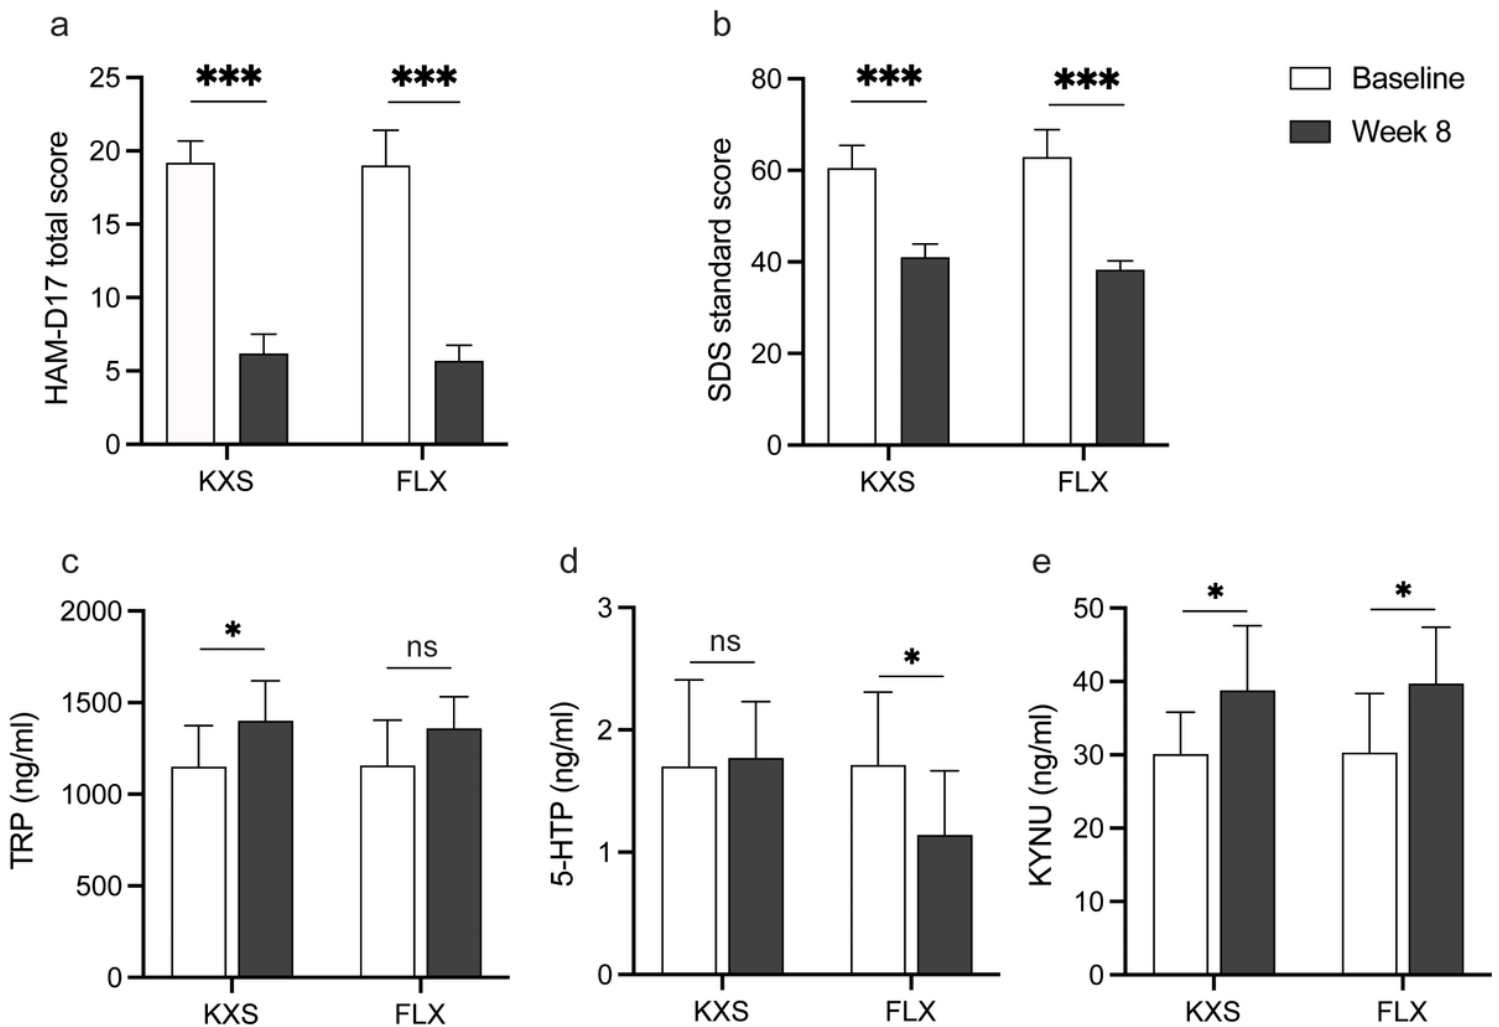 a
HAM-D17 total score
25
20
15
10
5
0
*** ***
KXS FLX
b
SDS standard score
80
60
40
20
0
*** ***
KXS FLX
Baseline
Week 8
c
TRP (ng/ml)
2000
1500
1000
500
0
* ns
KXS FLX
d
5-HTP (ng/ml)
3
2
1
0
ns *
KXS FLX
e
KYNU (ng/ml)
50
40
30
20
10
0
* *
KXS FLX